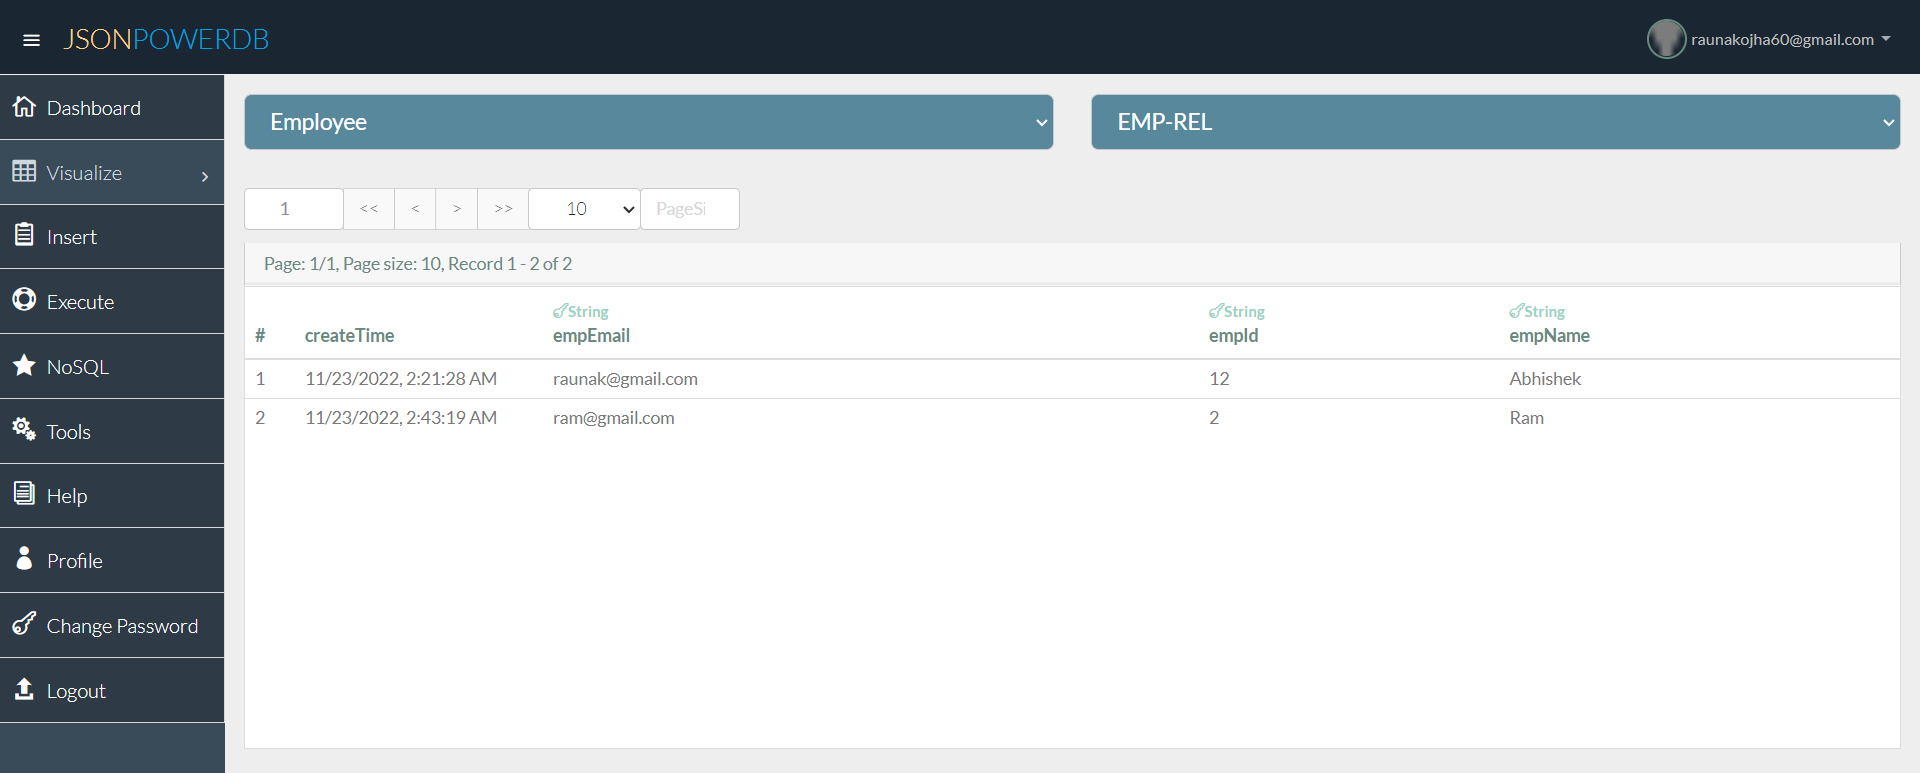 JSONPOWERDB
raunakojha60@gmail.com
Dashboard
Visualize
Insert
Execute
NoSQL
Tools
Help
Profile
Change Password
Logout
Employee
EMP-REL
1 << < > >> 10 PageSi
Page: 1/1, Page size: 10, Record 1 - 2 of 2
String String String
# createTime empEmail empId empName
1 11/23/2022, 2:21:28 AM raunak@gmail.com 12 Abhishek
2 11/23/2022, 2:43:19 AM ram@gmail.com 2 Ram